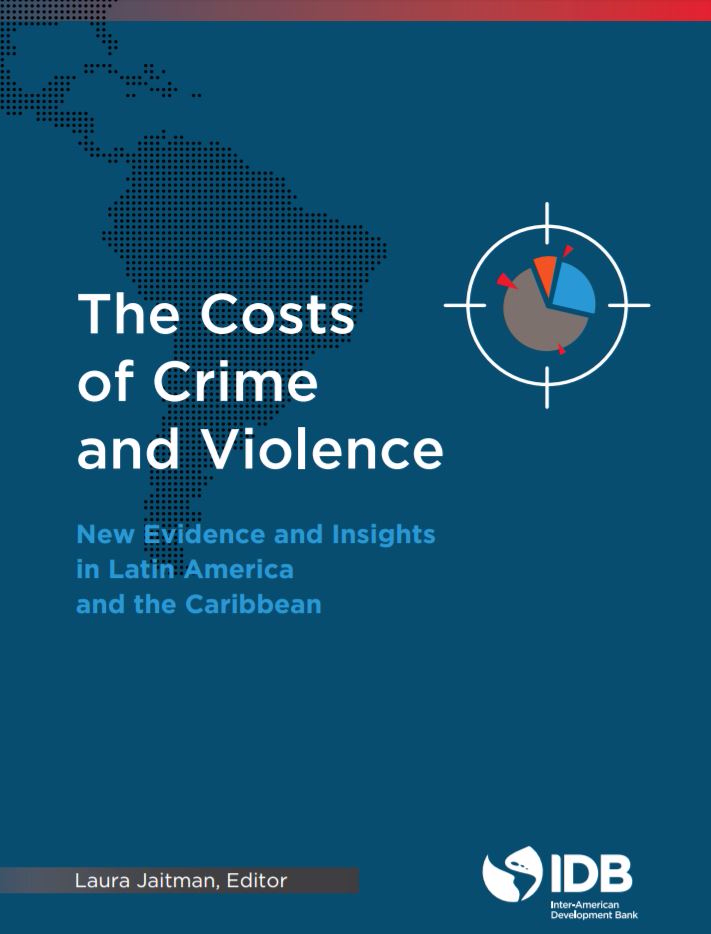 The Costs
of Crime
and Violence
New Evidence and Insights
in Latin America
and the Caribbean
Laura Jaitman, Editor
IDB
Inter-American
Development Bank